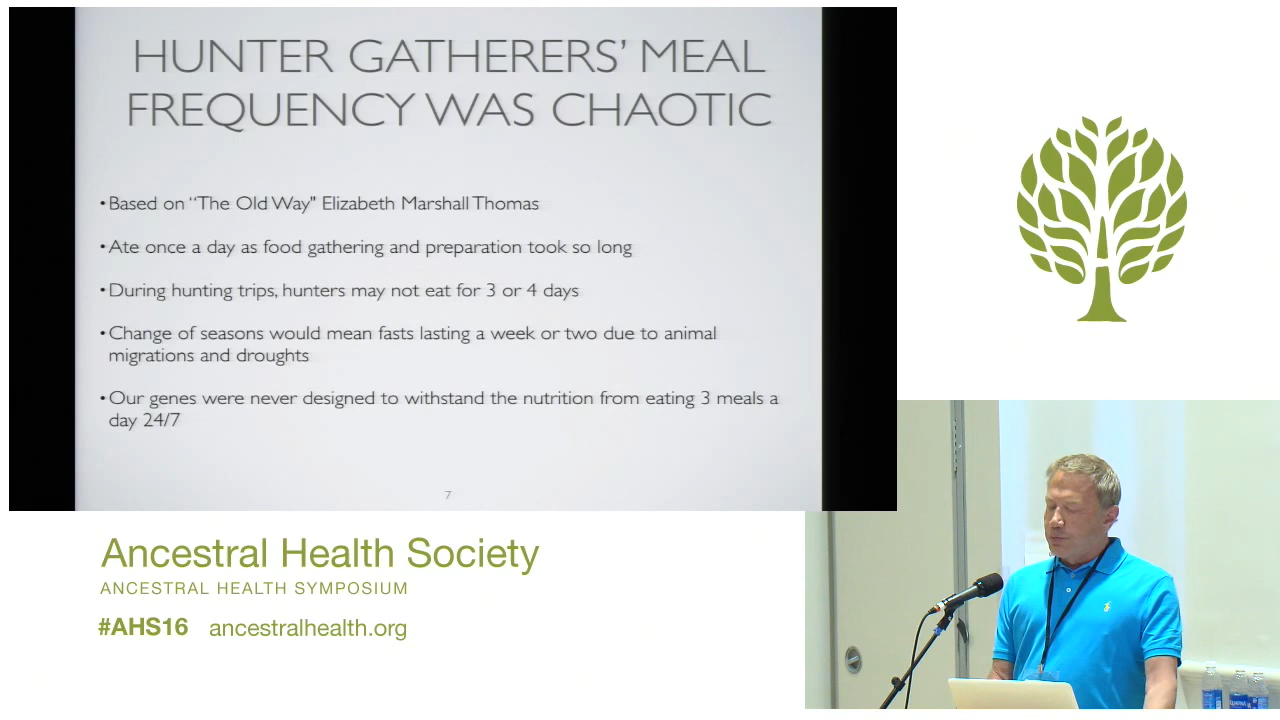 HUNTER GATHERERS' MEAL
FREQUENCY WAS CHAOTIC
•Based on "The Old Way" Elizabeth Marshall Thomas
•Ate once a day as food gathering and preparation took so long
•During hunting trips, hunters may not eat for 3 or 4 days
•Change of seasons would mean fasts lasting a week or two due to animal
migrations and droughts
•Our genes were never designed to withstand the nutrition from eating 3 meals a
day 24/7
7
Ancestral Health Society
ANCESTRAL HEALTH SYMPOSIUM
#AHS16 ancestralhealth.org